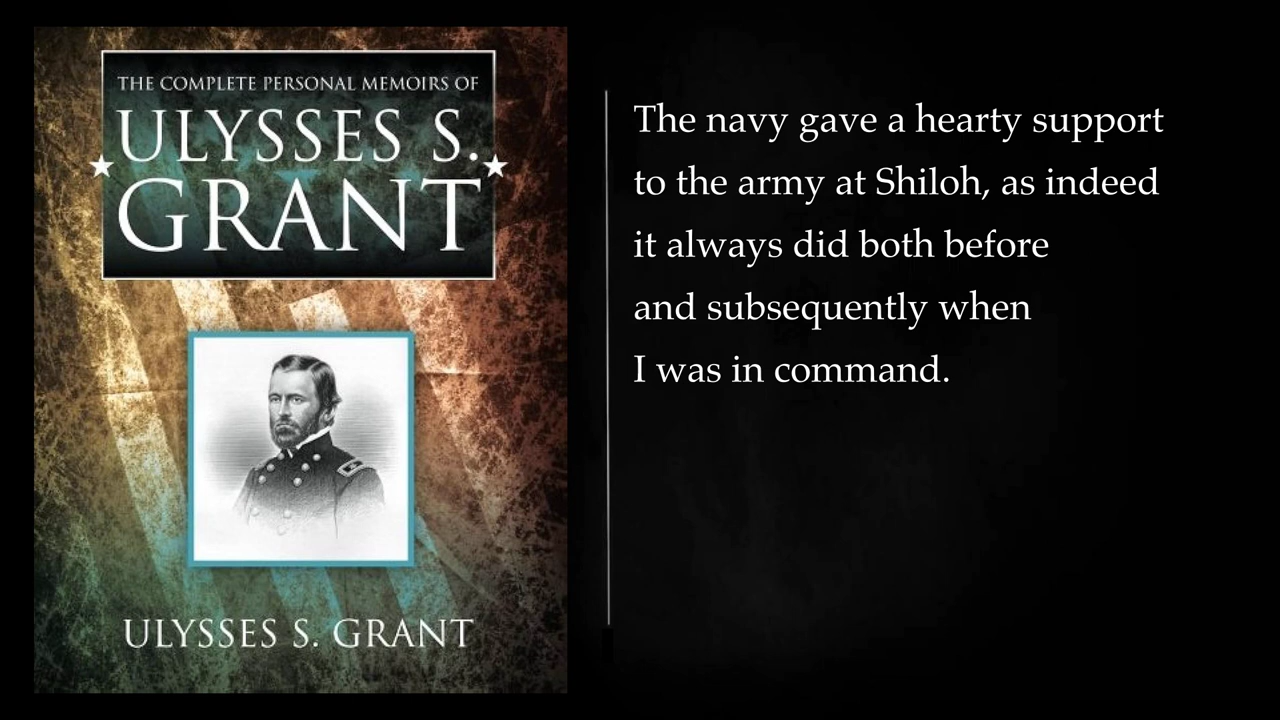 THE COMPLETE PERSONAL MEMOIRS OF
ULYSSES S.
GRANT
ULYSSES S. GRANT
The navy gave a hearty support
to the army at Shiloh, as indeed
it always did both before
and subsequently when
I was in command.